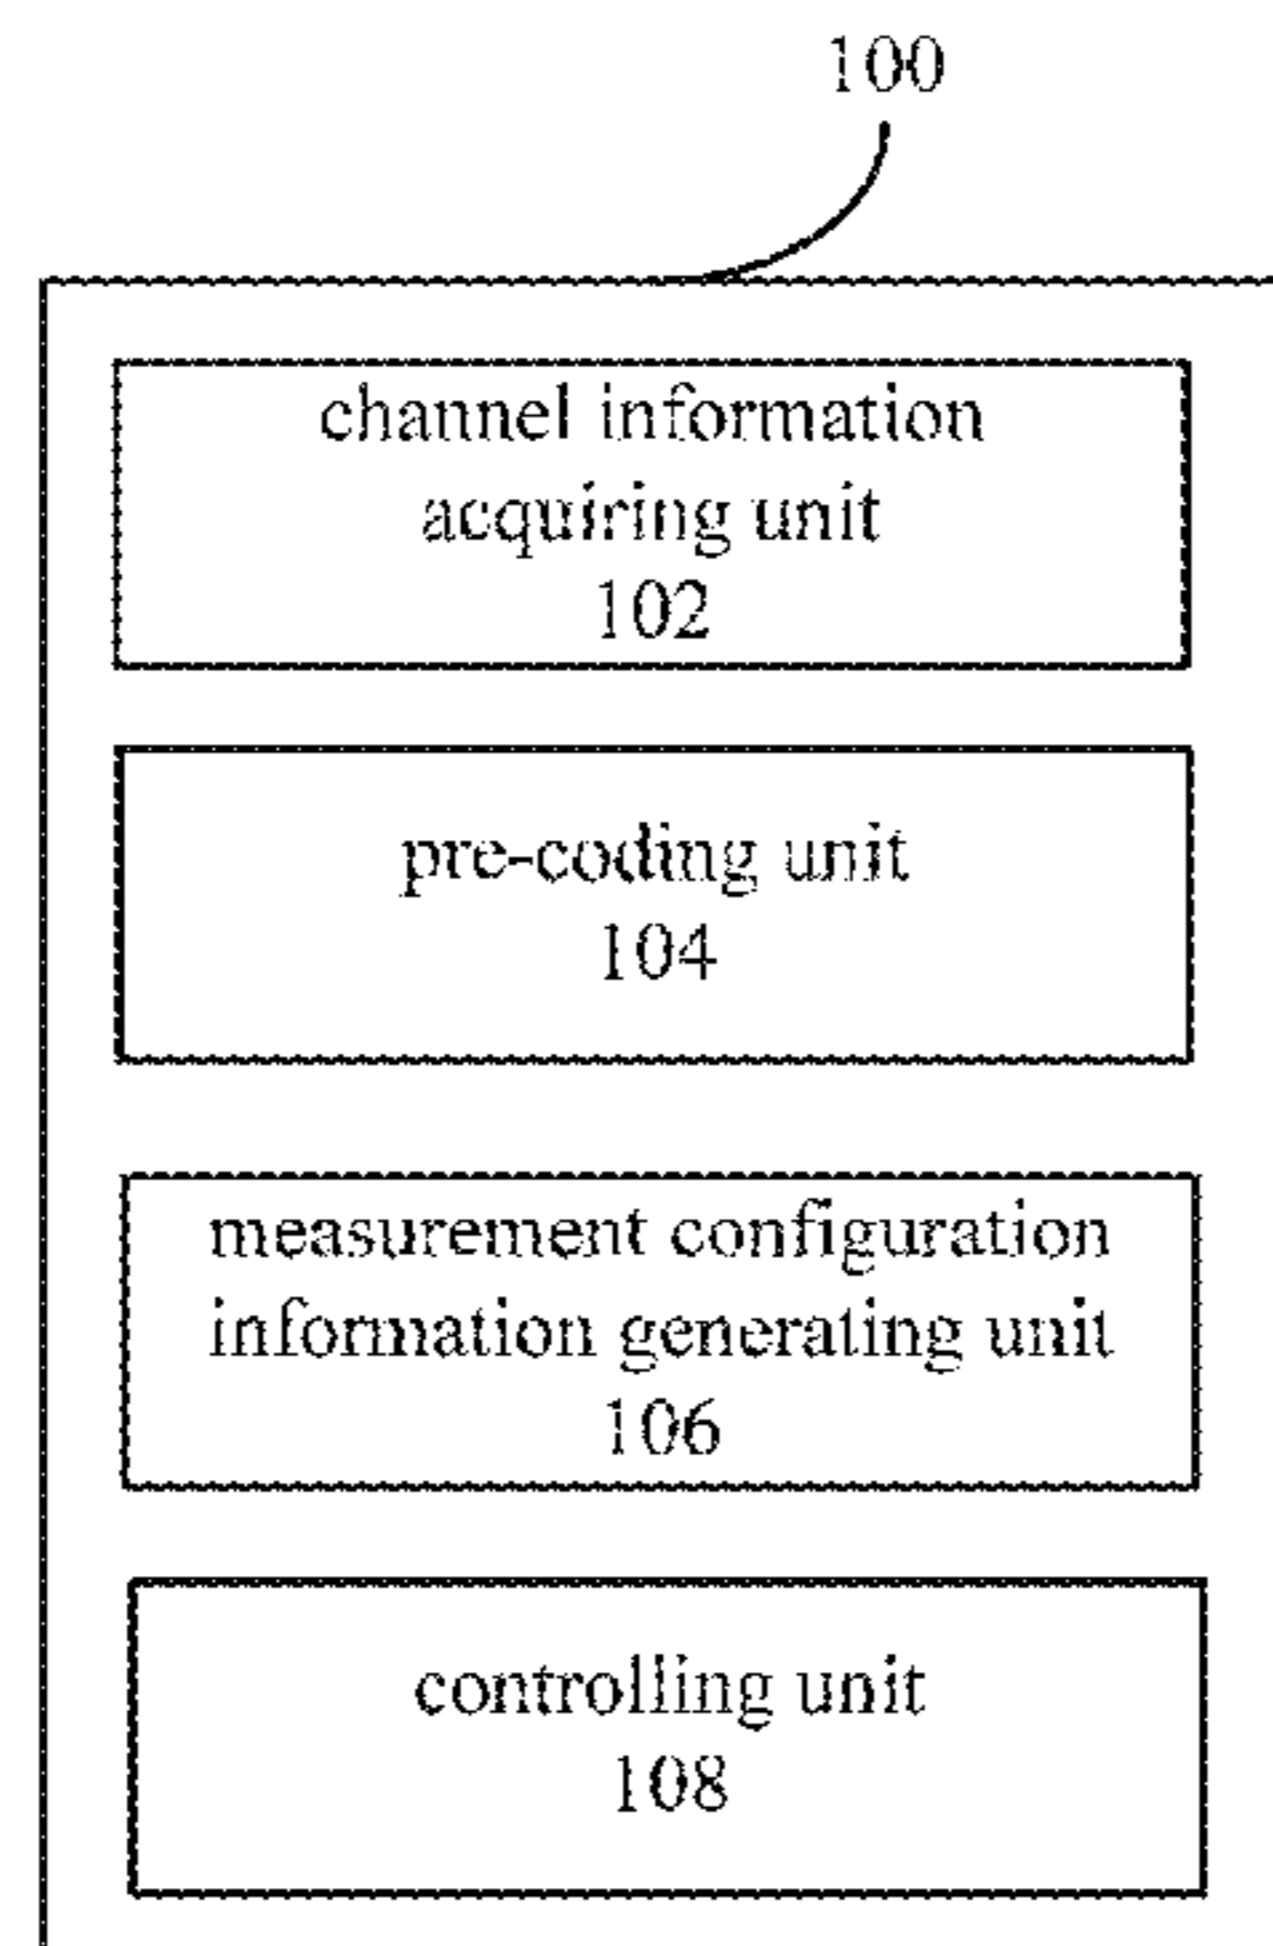 100
channel information
acquiring unit
102
pre-coding unit
104
measurement configuration
information generating unit
106
controlling unit
108